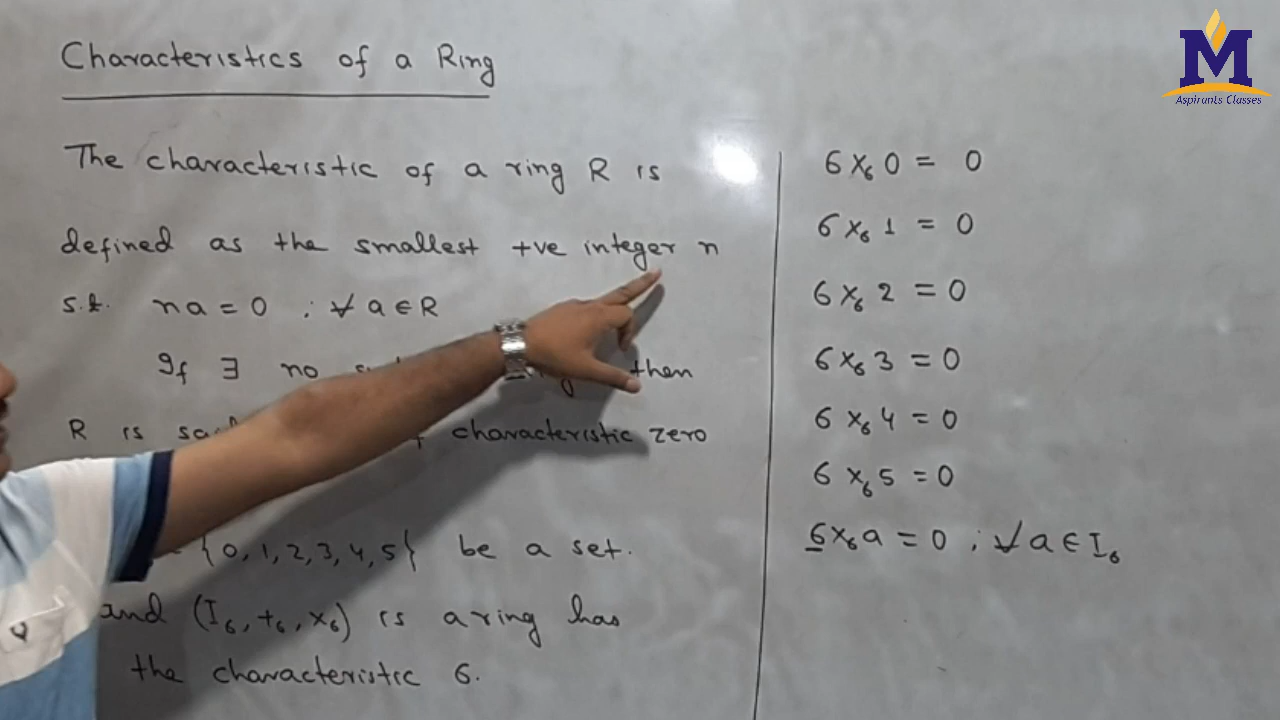 Characteristics of a Ring
The characteristic of a ring R is
defined as the smallest +ve integer n
s.t. na = 0 ; ∀ a ∈ R
If ∃ no then
R is characteristic zero
{0, 1, 2, 3, 4, 5} be a set.
and (I₆, +₆, ×₆) is a ring has
the characteristic 6.
6 ×₆ 0 = 0
6 ×₆ 1 = 0
6 ×₆ 2 = 0
6 ×₆ 3 = 0
6 ×₆ 4 = 0
6 ×₆ 5 = 0
6 ×₆ a = 0 ; ∀ a ∈ I₆
M
Aspirants Classes